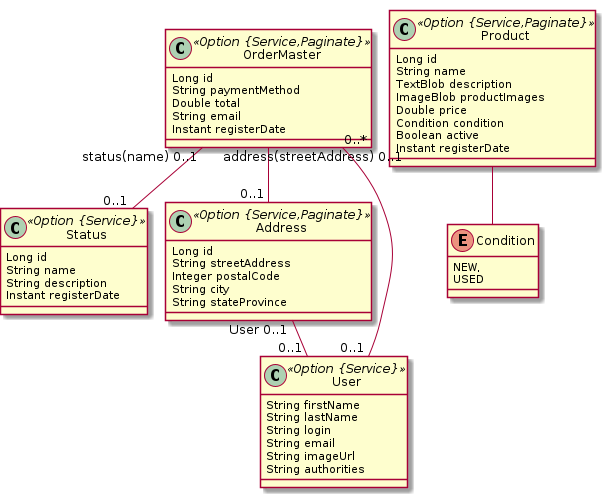 C «Option {Service,Paginate}»
OrderMaster
Long id
String paymentMethod
Double total
String email
Instant registerDate
C «Option {Service,Paginate}»
Product
Long id
String name
TextBlob description
ImageBlob productImages
Double price
Condition condition
Boolean active
Instant registerDate
0..*
status(name) 0..1
address(streetAddress) 0..1
0..1
0..1
C «Option {Service}»
Status
Long id
String name
String description
Instant registerDate
C «Option {Service,Paginate}»
Address
Long id
String streetAddress
Integer postalCode
String city
String stateProvince
E Condition
NEW,
USED
User 0..1
0..1
0..1
C «Option {Service}»
User
String firstName
String lastName
String login
String email
String imageUrl
String authorities